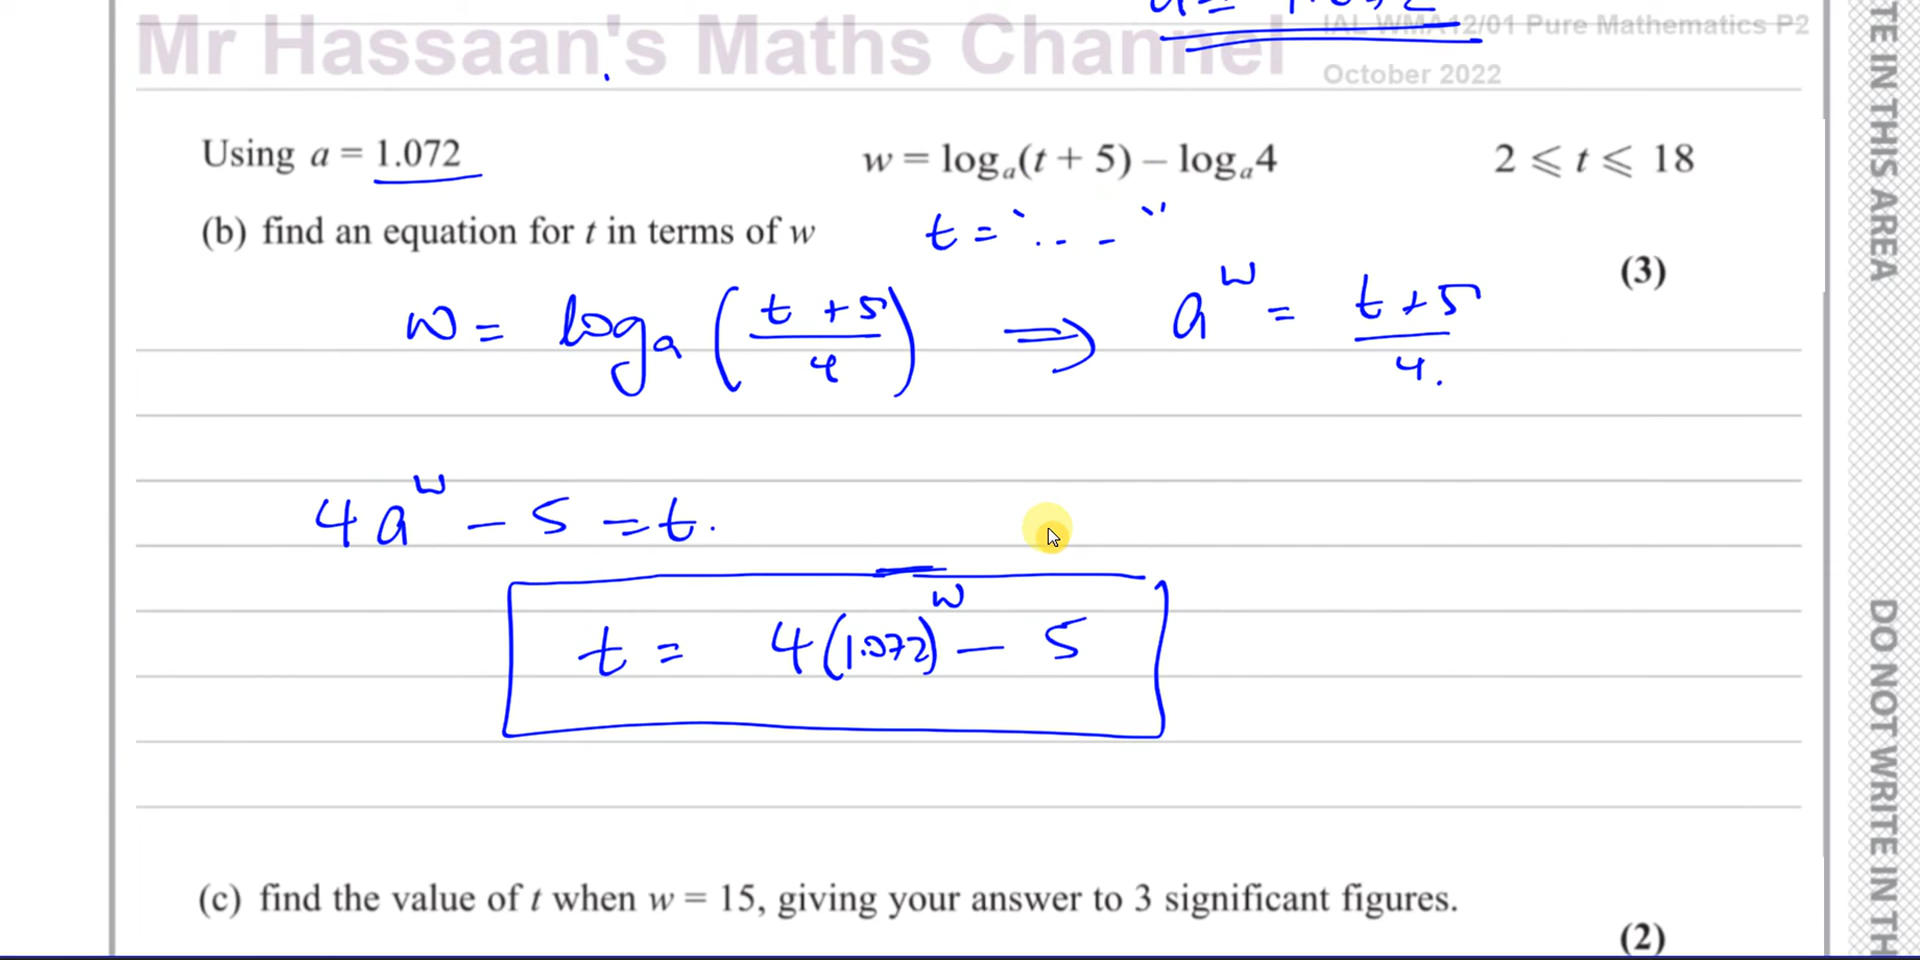 IAL WMA12/01 Pure Mathematics P2
Mr Hassaan's Maths Channel
October 2022
Using a = 1.072 w = logₐ(t + 5) – logₐ4 2 ⩽ t ⩽ 18
(b) find an equation for t in terms of w t = "..-"
(3)
w = logₐ((t + 5)/4) ⇒ a^w = (t + 5)/4.
4a^w – 5 = t.
t = 4(1.072)^w – 5
(c) find the value of t when w = 15, giving your answer to 3 significant figures.
(2)
TE IN THIS AREA
DO NOT WRITE IN TH